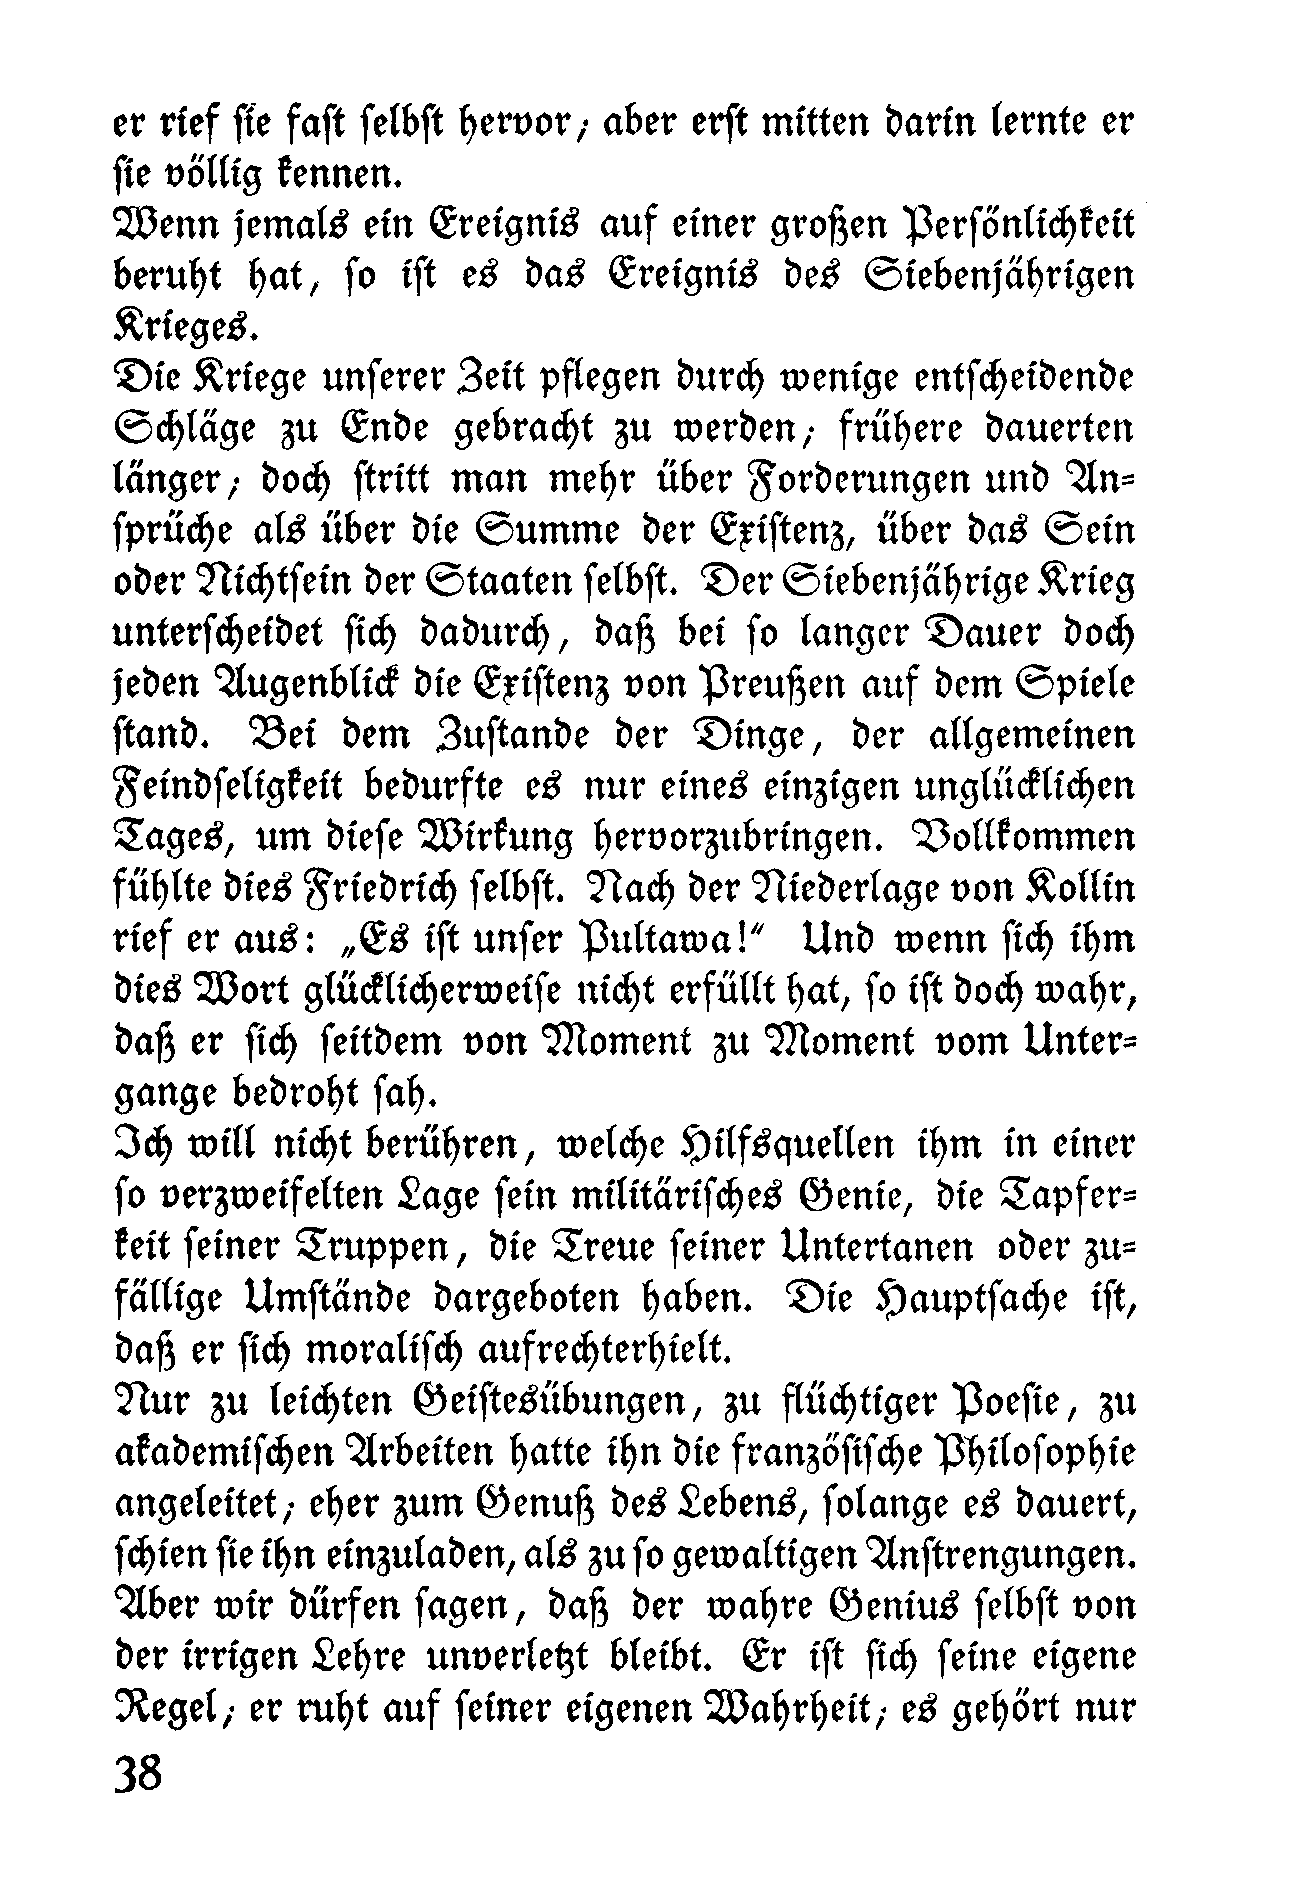 er rief ſie faſt ſelbſt hervor; aber erſt mitten darin lernte er
ſie völlig kennen.
Wenn jemals ein Ereignis auf einer großen Perſönlichkeit
beruht hat, ſo iſt es das Ereignis des Siebenjährigen
Krieges.
Die Kriege unſerer Zeit pflegen durch wenige entſcheidende
Schläge zu Ende gebracht zu werden; frühere dauerten
länger; doch ſtritt man mehr über Forderungen und An⸗
ſprüche als über die Summe der Exiſtenz, über das Sein
oder Nichtſein der Staaten ſelbſt. Der Siebenjährige Krieg
unterſcheidet ſich dadurch, daß bei ſo langer Dauer doch
jeden Augenblick die Exiſtenz von Preußen auf dem Spiele
ſtand. Bei dem Zuſtande der Dinge, der allgemeinen
Feindſeligkeit bedurfte es nur eines einzigen unglücklichen
Tages, um dieſe Wirkung hervorzubringen. Vollkommen
fühlte dies Friedrich ſelbſt. Nach der Niederlage von Kollin
rief er aus: „Es iſt unſer Pultawa!“ Und wenn ſich ihm
dies Wort glücklicherweiſe nicht erfüllt hat, ſo iſt doch wahr,
daß er ſich ſeitdem von Moment zu Moment vom Unter⸗
gange bedroht ſah.
Ich will nicht berühren, welche Hilfsquellen ihm in einer
ſo verzweifelten Lage ſein militäriſches Genie, die Tapfer⸗
keit ſeiner Truppen, die Treue ſeiner Untertanen oder zu⸗
fällige Umſtände dargeboten haben. Die Hauptſache iſt,
daß er ſich moraliſch aufrechterhielt.
Nur zu leichten Geiſtesübungen, zu flüchtiger Poeſie, zu
akademiſchen Arbeiten hatte ihn die franzöſiſche Philoſophie
angeleitet; eher zum Genuß des Lebens, ſolange es dauert,
ſchien ſie ihn einzuladen, als zu ſo gewaltigen Anſtrengungen.
Aber wir dürfen ſagen, daß der wahre Genius ſelbſt von
der irrigen Lehre unverletzt bleibt. Er iſt ſich ſeine eigene
Regel; er ruht auf ſeiner eigenen Wahrheit; es gehört nur
38